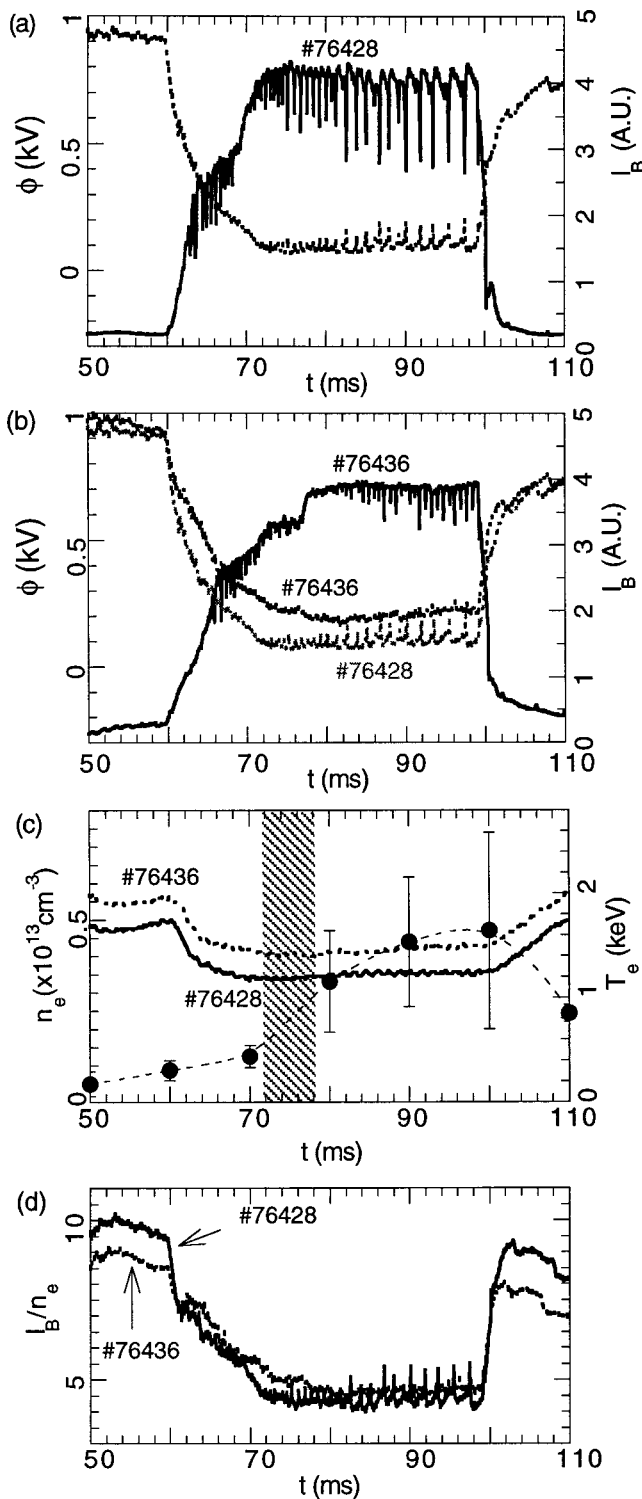 (a)
#76428
1
0.5
0
ϕ (kV)
5
4
3
2
1
0
I_B (A.U.)
50 70 90 110
t (ms)
(b)
#76436
#76436
#76428
1
0.5
0
ϕ (kV)
5
4
3
2
1
0
I_B (A.U.)
50 70 90 110
t (ms)
(c)
#76436
#76428
0.5
0
n_e (x10^13 cm^-3)
2
1
0
T_e (keV)
50 70 90 110
t (ms)
(d)
#76428
#76436
10
5
I_B/n_e
50 70 90 110
t (ms)